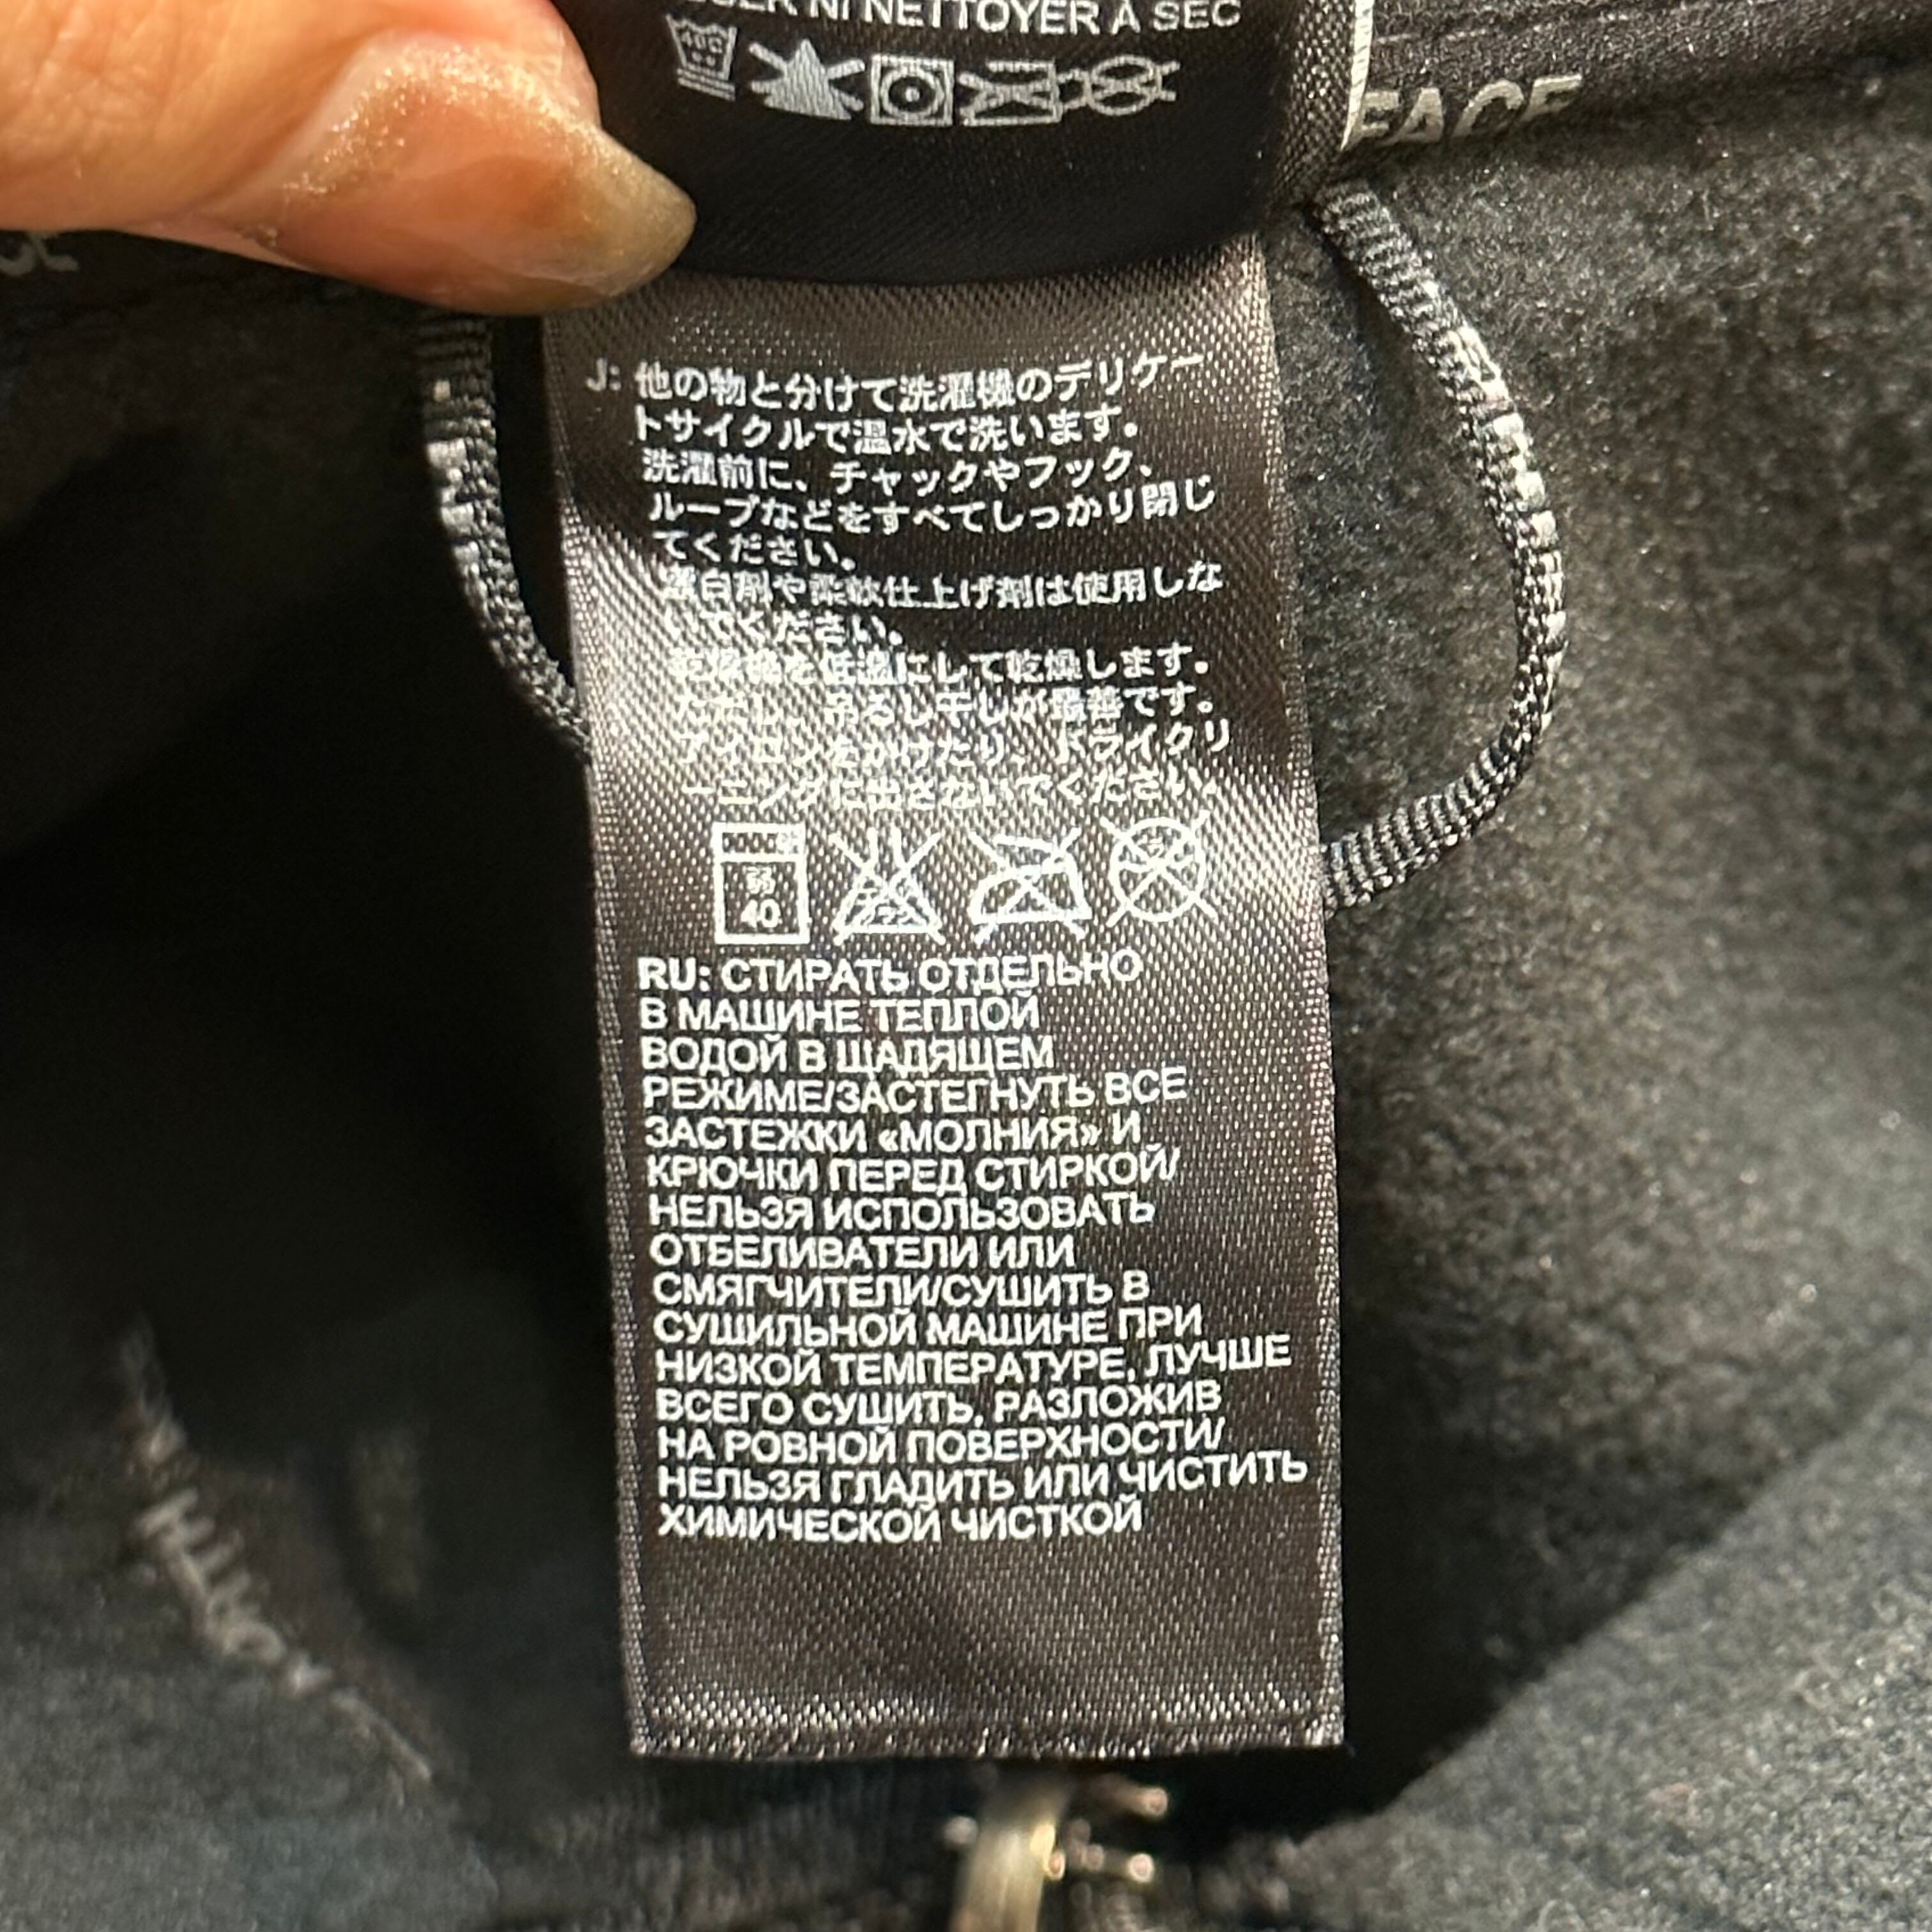 NI NETTOYER À SEC
FACE
J: 他の物と分けて洗濯機のデリケー
トサイクルで温水で洗います。
洗濯前に、チャックやフック、
ループなどをすべてしっかり閉じ
てください。
漂白剤や柔軟仕上げ剤は使用しな
いでください。
乾燥機を低温にして乾燥します。
ただし、吊るし干しが最善です。
アイロンをかけたり、ドライクリ
ーニングに出さないでください。
弱
40
RU: СТИРАТЬ ОТДЕЛЬНО
В МАШИНЕ ТЕПЛОЙ
ВОДОЙ В ЩАДЯЩЕМ
РЕЖИМЕ/ЗАСТЕГНУТЬ ВСЕ
ЗАСТЕЖКИ «МОЛНИЯ» И
КРЮЧКИ ПЕРЕД СТИРКОЙ/
НЕЛЬЗЯ ИСПОЛЬЗОВАТЬ
ОТБЕЛИВАТЕЛИ ИЛИ
СМЯГЧИТЕЛИ/СУШИТЬ В
СУШИЛЬНОЙ МАШИНЕ ПРИ
НИЗКОЙ ТЕМПЕРАТУРЕ, ЛУЧШЕ
ВСЕГО СУШИТЬ, РАЗЛОЖИВ
НА РОВНОЙ ПОВЕРХНОСТИ/
НЕЛЬЗЯ ГЛАДИТЬ ИЛИ ЧИСТИТЬ
ХИМИЧЕСКОЙ ЧИСТКОЙ